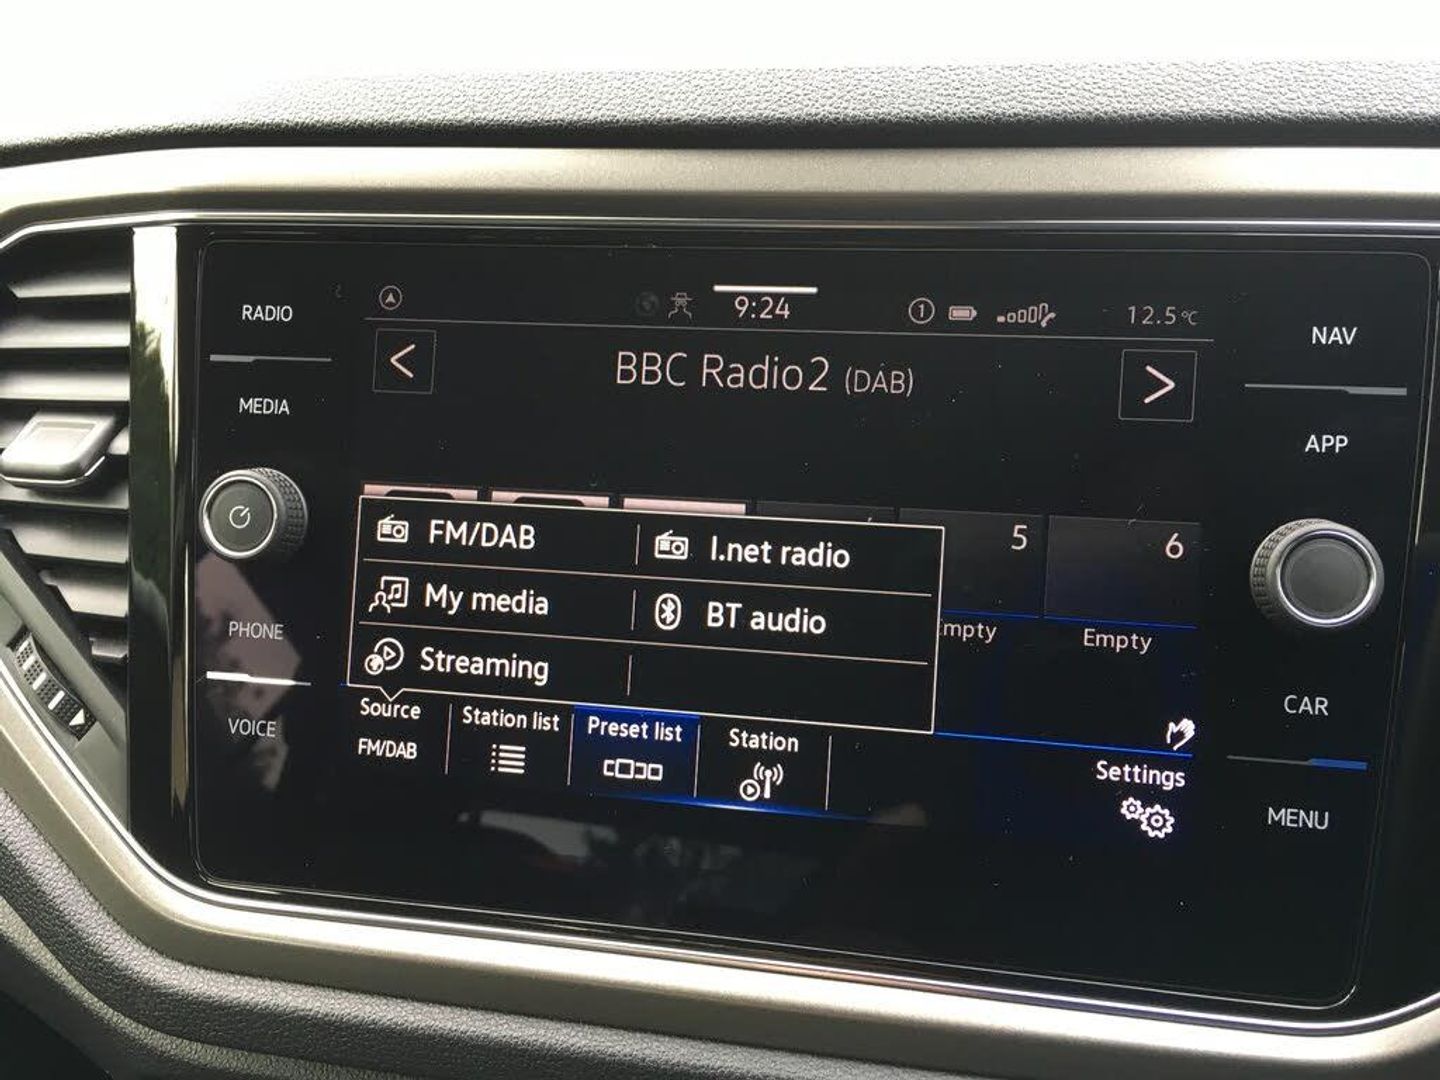 RADIO
MEDIA
PHONE
VOICE
9:24
1
12.5°C
BBC Radio2 (DAB)
FM/DAB
I.net radio
My media
BT audio
Streaming
5
6
Empty
Source
FM/DAB
Station list
Preset list
Station
Settings
NAV
APP
CAR
MENU